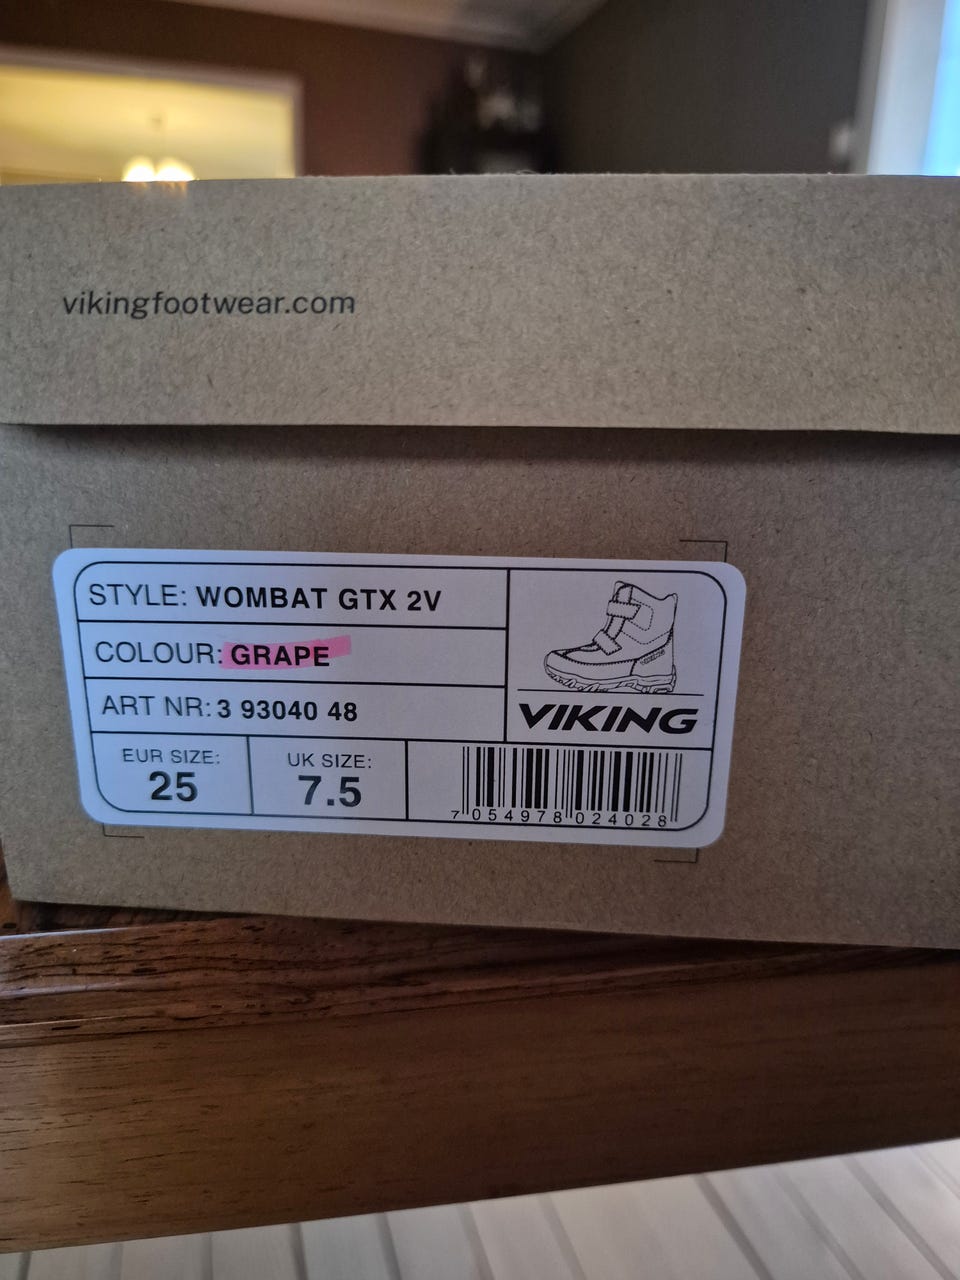 vikingfootwear.com
STYLE: WOMBAT GTX 2V
COLOUR: GRAPE
ART NR: 3 93040 48
VIKING
EUR SIZE:
25
UK SIZE:
7.5
7 054978 024028